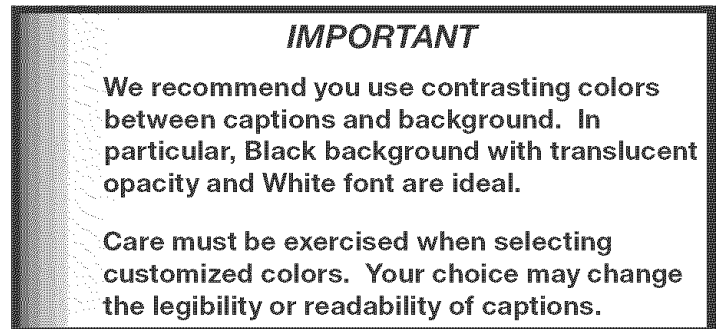 IMPORTANT
We recommend you use contrasting colors
between captions and background.  In
particular, Black background with translucent
opacity and White font are ideal.
Care must be exercised when selecting
customized colors.  Your choice may change
the legibility or readability of captions.